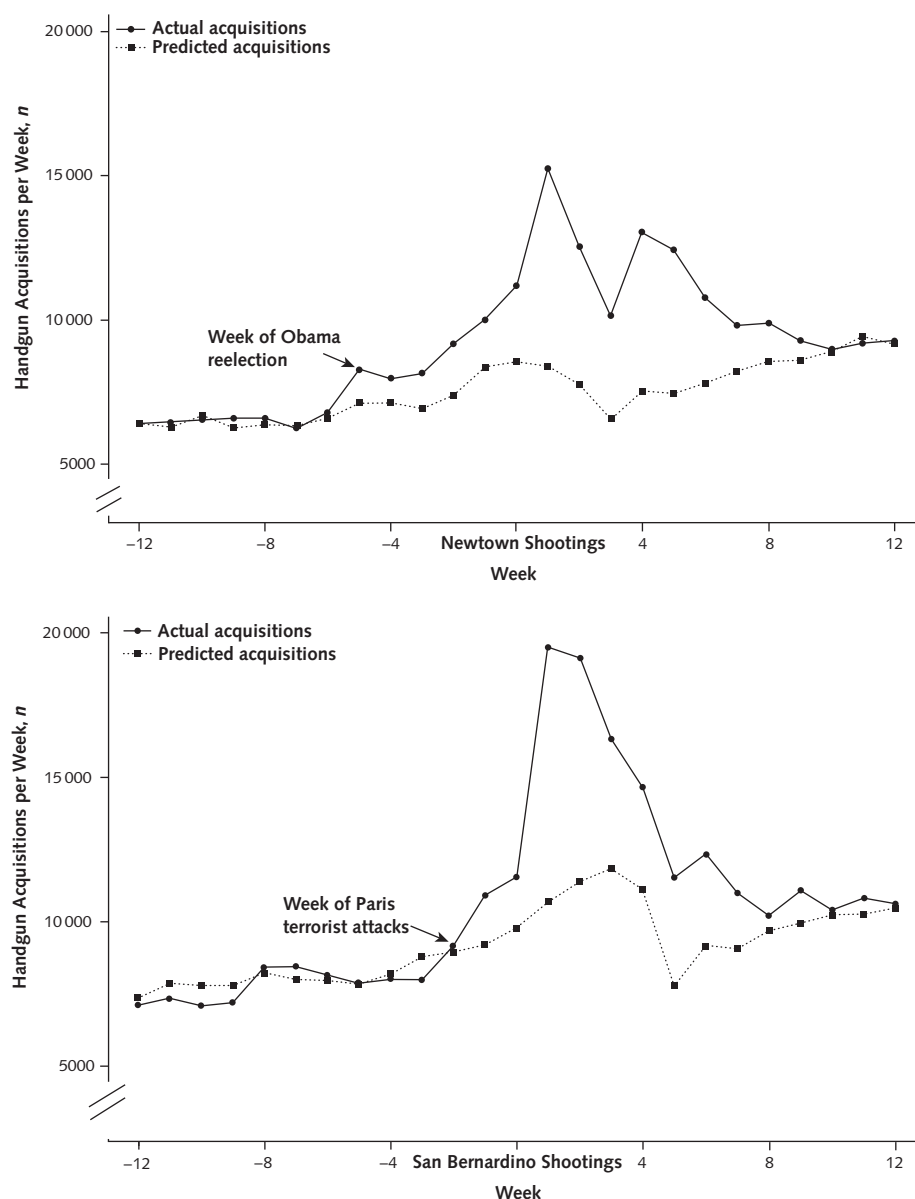 20 000
Actual acquisitions
Predicted acquisitions
Handgun Acquisitions per Week, n
15 000
10 000
Week of Obama
reelection
5000
−12
−8
−4
Newtown Shootings
4
8
12
Week
20 000
Actual acquisitions
Predicted acquisitions
Handgun Acquisitions per Week, n
15 000
10 000
Week of Paris
terrorist attacks
5000
−12
−8
−4
San Bernardino Shootings
4
8
12
Week